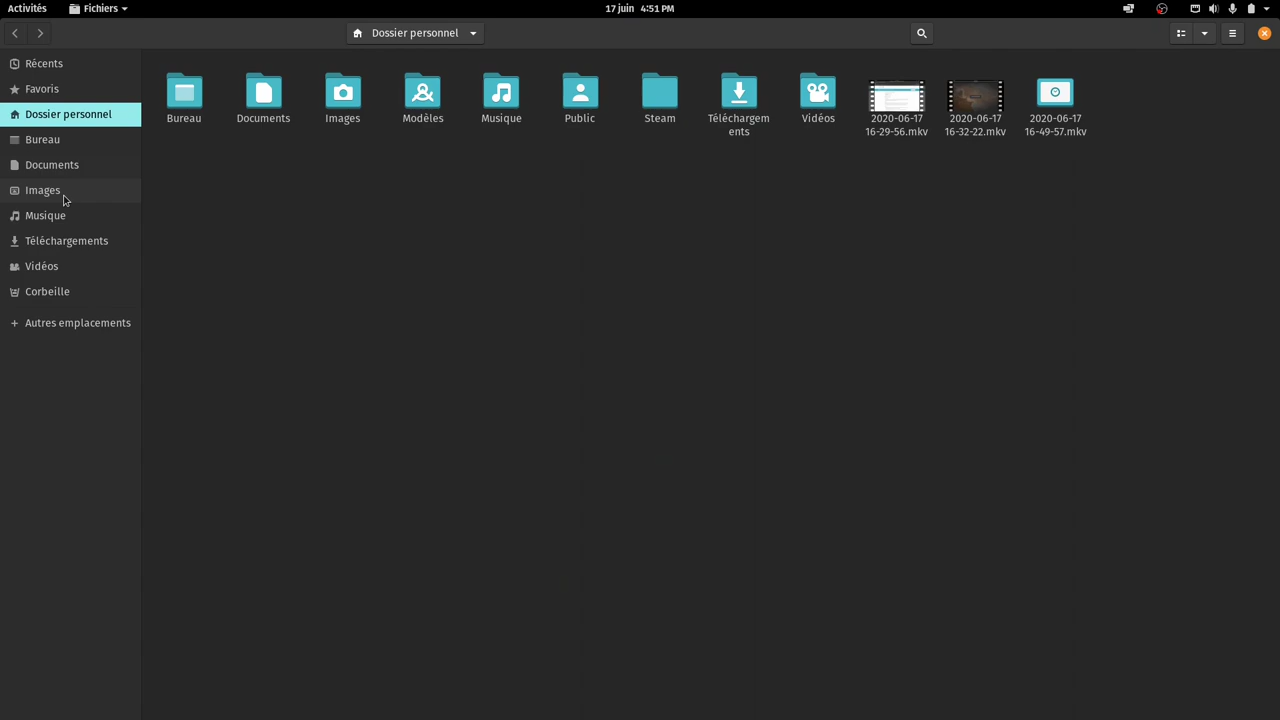 Activités
Fichiers
17 juin 4:51 PM
Dossier personnel
Récents
Favoris
Dossier personnel
Bureau
Documents
Images
Musique
Téléchargements
Vidéos
Corbeille
Autres emplacements
Bureau
Documents
Images
Modèles
Musique
Public
Steam
Téléchargem
ents
Vidéos
2020-06-17
16-29-56.mkv
2020-06-17
16-32-22.mkv
2020-06-17
16-49-57.mkv